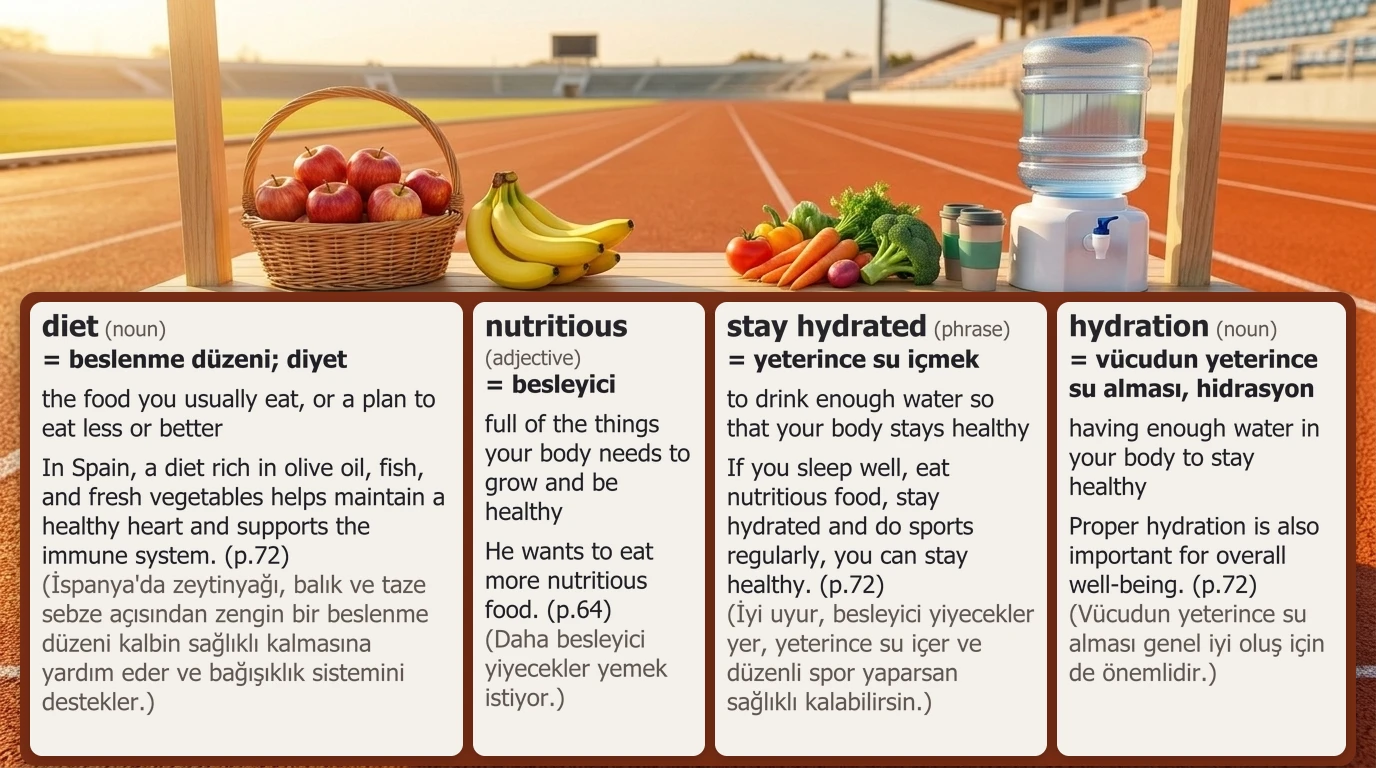 diet (noun)
= beslenme düzeni; diyet
the food you usually eat, or a plan to
eat less or better
In Spain, a diet rich in olive oil, fish,
and fresh vegetables helps maintain a
healthy heart and supports the
immune system. (p.72)
(İspanya'da zeytinyağı, balık ve taze
sebze açısından zengin bir beslenme
düzeni kalbin sağlıklı kalmasına
yardım eder ve bağışıklık sistemini
destekler.)
nutritious
(adjective)
= besleyici
full of the things
your body needs to
grow and be
healthy
He wants to eat
more nutritious
food. (p.64)
(Daha besleyici
yiyecekler yemek
istiyor.)
stay hydrated (phrase)
= yeterince su içmek
to drink enough water so
that your body stays healthy
If you sleep well, eat
nutritious food, stay
hydrated and do sports
regularly, you can stay
healthy. (p.72)
(İyi uyur, besleyici yiyecekler
yer, yeterince su içer ve
düzenli spor yaparsan
sağlıklı kalabilirsin.)
hydration (noun)
= vücudun yeterince
su alması, hidrasyon
having enough water in
your body to stay
healthy
Proper hydration is also
important for overall
well-being. (p.72)
(Vücudun yeterince su
alması genel iyi oluş için
de önemlidir.)